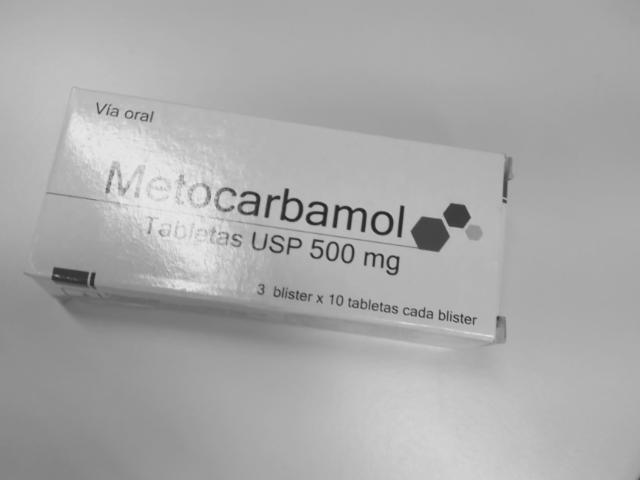 Vía oral
Metocarbamol
Tabletas USP 500 mg
3 blister x 10 tabletas cada blister